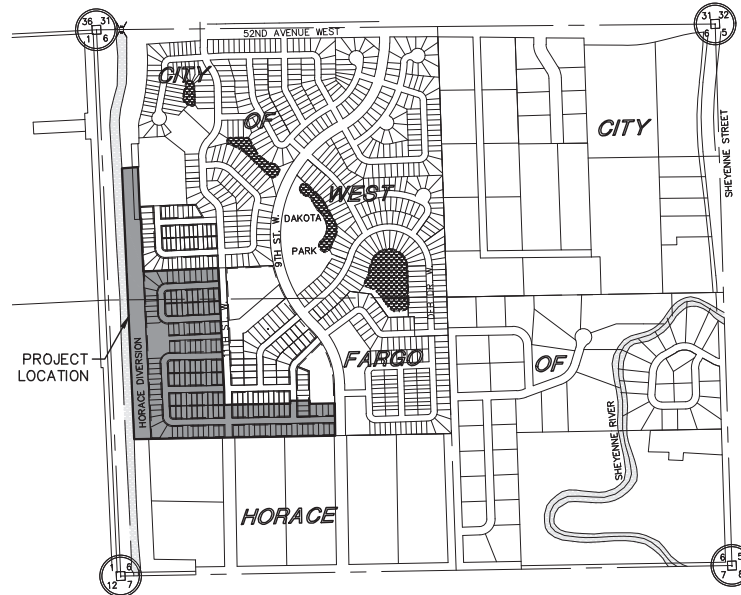 36 31
1 6
31 32
6 5
52ND AVENUE WEST
CITY
OF
WEST
FARGO
CITY
OF
HORACE
SHEYENNE STREET
9TH ST. W.
DAKOTA
PARK
11TH ST. W.
PROJECT
LOCATION
HORACE DIVERSION
SHEYENNE RIVER
1 6
12 7
6 5
7 8